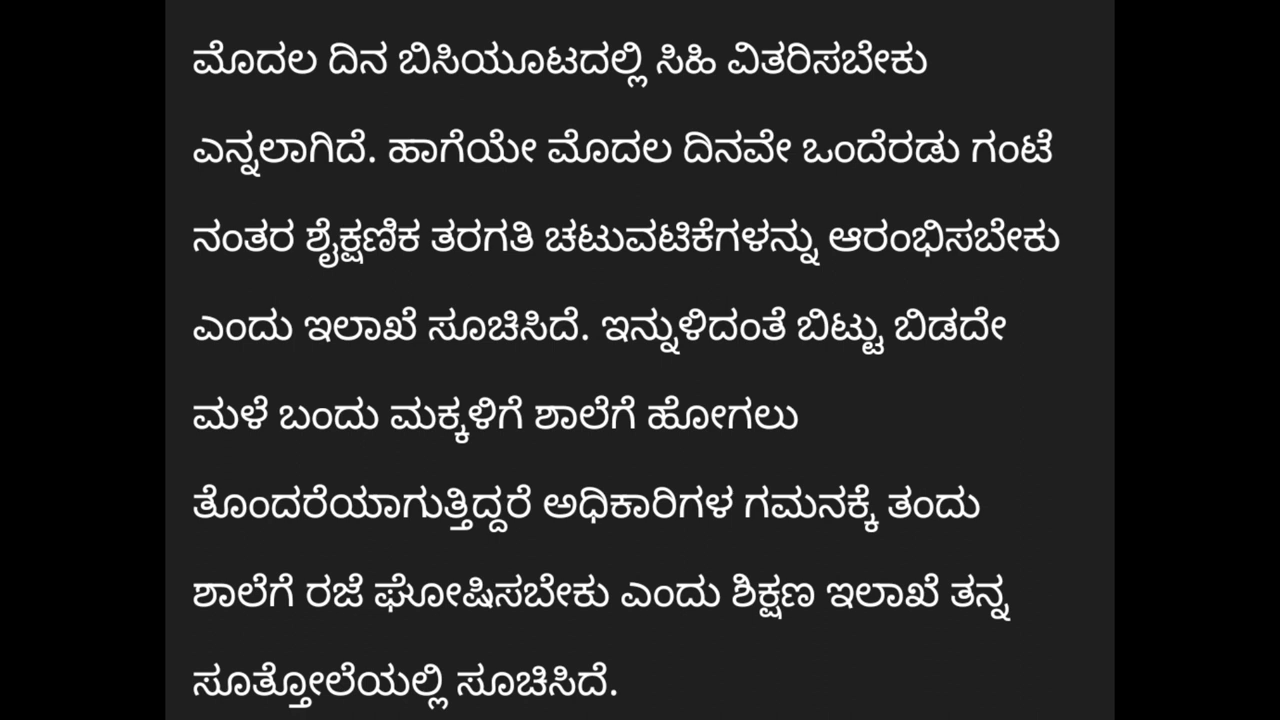 ಮೊದಲ ದಿನ ಬಿಸಿಯೂಟದಲ್ಲಿ ಸಿಹಿ ವಿತರಿಸಬೇಕು
ಎನ್ನಲಾಗಿದೆ. ಹಾಗೆಯೇ ಮೊದಲ ದಿನವೇ ಒಂದೆರಡು ಗಂಟೆ
ನಂತರ ಶೈಕ್ಷಣಿಕ ತರಗತಿ ಚಟುವಟಿಕೆಗಳನ್ನು ಆರಂಭಿಸಬೇಕು
ಎಂದು ಇಲಾಖೆ ಸೂಚಿಸಿದೆ. ಇನ್ನುಳಿದಂತೆ ಬಿಟ್ಟು ಬಿಡದೇ
ಮಳೆ ಬಂದು ಮಕ್ಕಳಿಗೆ ಶಾಲೆಗೆ ಹೋಗಲು
ತೊಂದರೆಯಾಗುತ್ತಿದ್ದರೆ ಅಧಿಕಾರಿಗಳ ಗಮನಕ್ಕೆ ತಂದು
ಶಾಲೆಗೆ ರಜೆ ಘೋಷಿಸಬೇಕು ಎಂದು ಶಿಕ್ಷಣ ಇಲಾಖೆ ತನ್ನ
ಸೂತ್ತೋಲೆಯಲ್ಲಿ ಸೂಚಿಸಿದೆ.